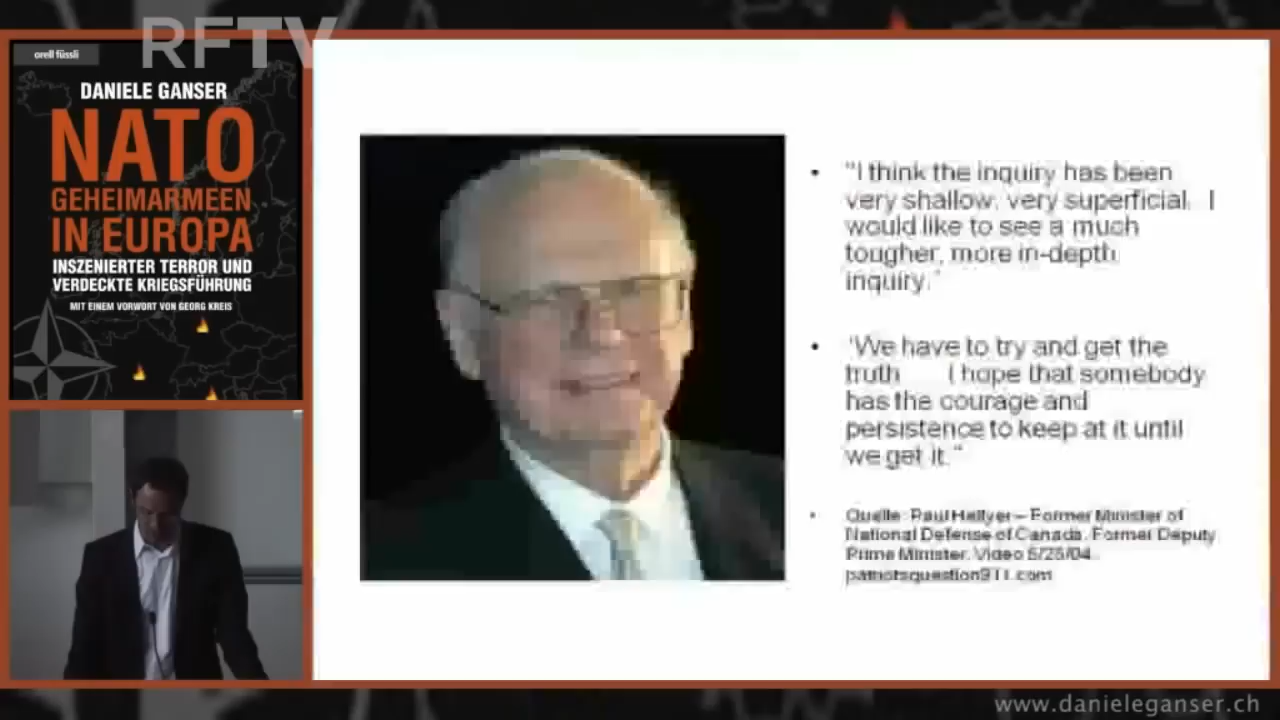 RFTV
orell füssli
DANIELE GANSER
NATO
GEHEIMARMEEN
IN EUROPA
INSZENIERTER TERROR UND
VERDECKTE KRIEGSFÜHRUNG
MIT EINEM VORWORT VON GEORG KREIS
• "I think the inquiry has been
very shallow, very superficial. I
would like to see a much
tougher, more in-depth
inquiry."
• "We have to try and get the
truth I hope that somebody
has the courage and
persistence to keep at it until
we get it."
• Quelle: Paul Hellyer – Former Minister of
National Defense of Canada. Former Deputy
Prime Minister. Video 5/25/04.
patriotsquestion911.com
www.danieleganser.ch